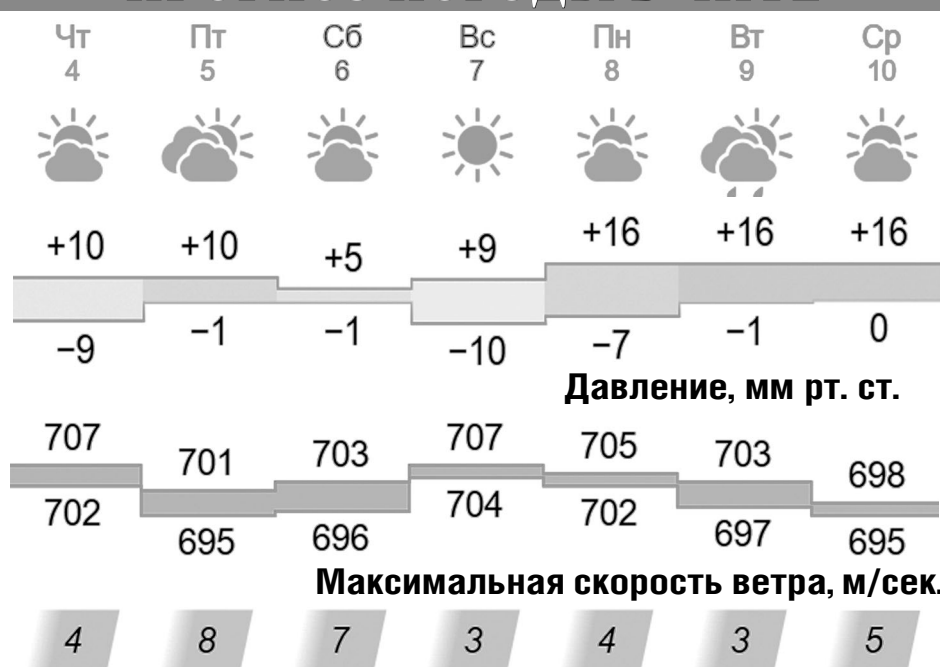 Чт Пт Сб Вс Пн Вт Ср
4 5 6 7 8 9 10
+10 +10 +5 +9 +16 +16 +16
−9 −1 −1 −10 −7 −1 0
Давление, мм рт. ст.
707 701 703 707 705 703 698
702 695 696 704 702 697 695
Максимальная скорость ветра, м/сек.
4 8 7 3 4 3 5